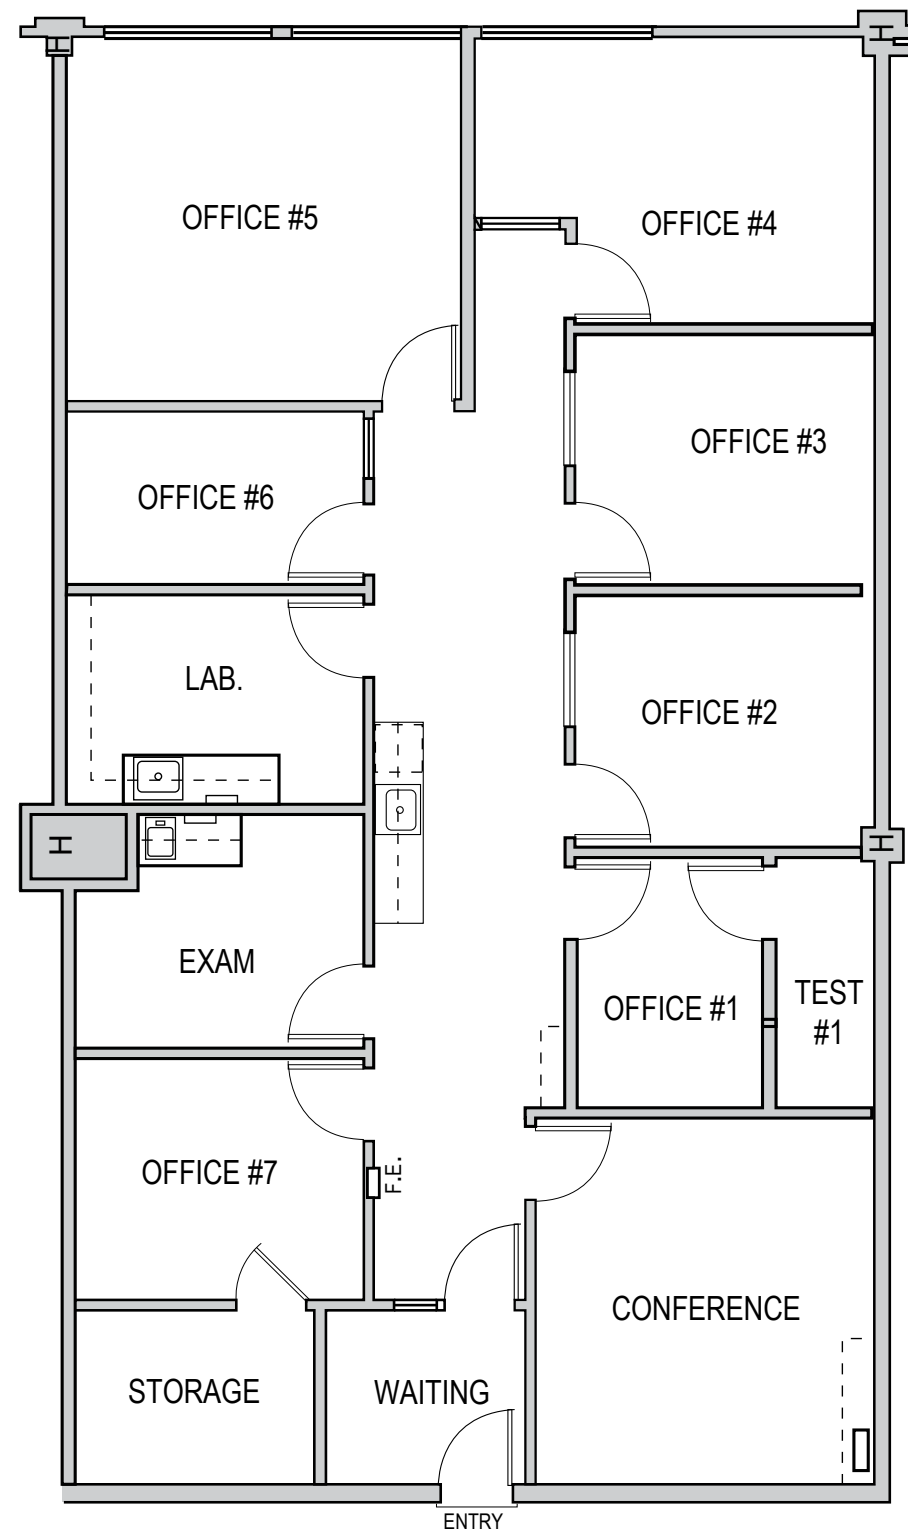 OFFICE #5
OFFICE #4
OFFICE #3
OFFICE #6
LAB.
OFFICE #2
EXAM
OFFICE #1
TEST
#1
OFFICE #7
F.E.
CONFERENCE
STORAGE
WAITING
ENTRY